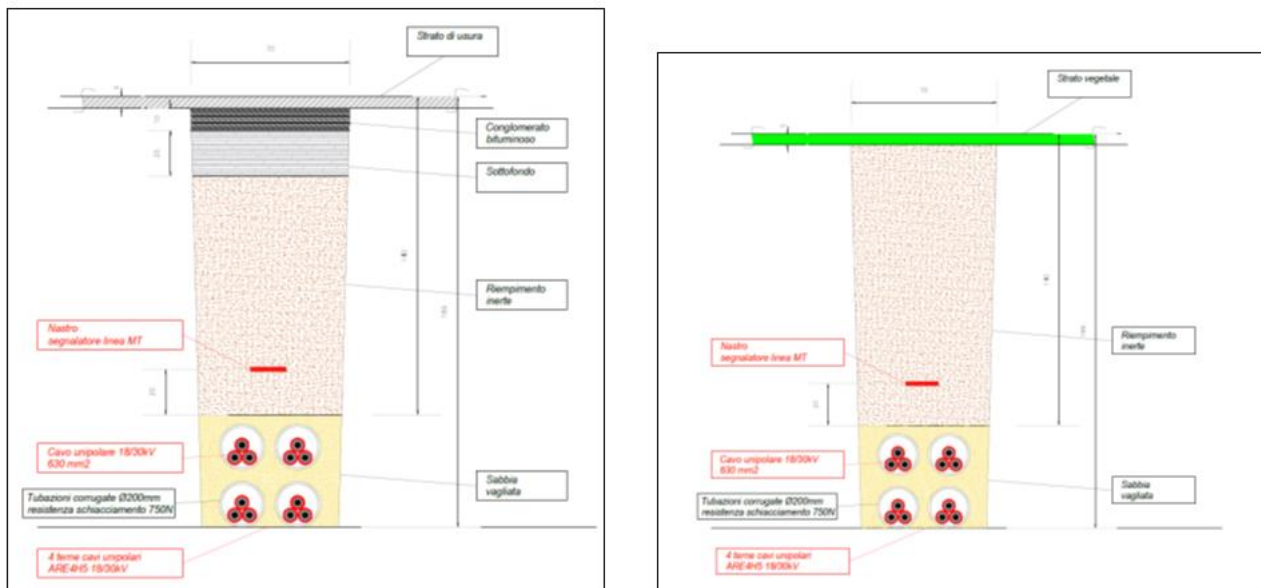 Strato di usura
Conglomerato
bituminoso
20
Sottofondo
Riempimento
inerte
Nastro
segnalatore linea MT
20
Cavo unipolare 18/30kV
630 mm2
Tubazioni corrugate Ø200mm
resistenza schiacciamento 750N
Sabbia
vagliata
4 terne cavi unipolari
ARE4H5 18/30kV
Strato vegetale
Riempimento
inerte
Nastro
segnalatore linea MT
20
Cavo unipolare 18/30kV
630 mm2
Tubazioni corrugate Ø200mm
resistenza schiacciamento 750N
Sabbia
vagliata
4 terne cavi unipolari
ARE4H5 18/30kV